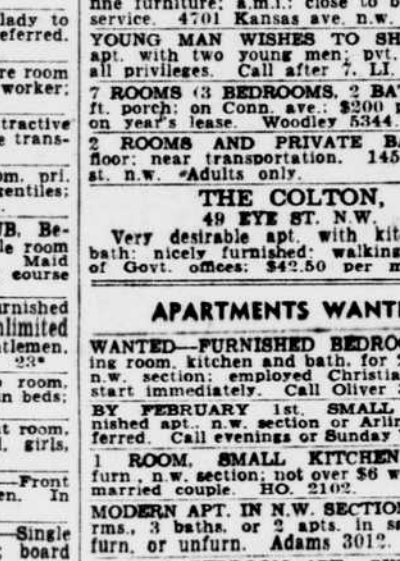 lady to
eferred.
re room
worker;
tractive
e trans-
om. pri.
entiles;
UB. Be-
le room
Maid
course
urnished
nlimited
tlemen.
23*
room.
in beds;
t room.
girls,
—Front
en. In
—Single
board
fine furniture; a.m.i.; close to b
service. 4701 Kansas ave. n.w.
YOUNG MAN WISHES TO SH
apt. with two young men; pvt.
all privileges. Call after 7. LI.
7 ROOMS (3 BEDROOMS, 2 BA
ft. porch; on Conn. ave.; $200 p
on year's lease. Woodley 5344.
2 ROOMS AND PRIVATE B
floor; near transportation. 145
st. n.w. Adults only.
THE COLTON,
49 EYE ST. N.W.
Very desirable apt. with kit
bath; nicely furnished; walking
of Govt. offices; $42.50 per m
APARTMENTS WANT
WANTED—FURNISHED BEDRO
ing room, kitchen and bath, for
n.w. section; employed Christia
start immediately. Call Oliver
BY FEBRUARY 1st, SMALL
nished apt., n.w. section or Arlin
ferred. Call evenings or Sunday
1 ROOM, SMALL KITCHEN
furn., n.w. section; not over $6 w
married couple. HO. 2102.
MODERN APT. IN N.W. SECTIO
rms., 3 baths, or 2 apts. in sa
furn. or unfurn. Adams 3012.